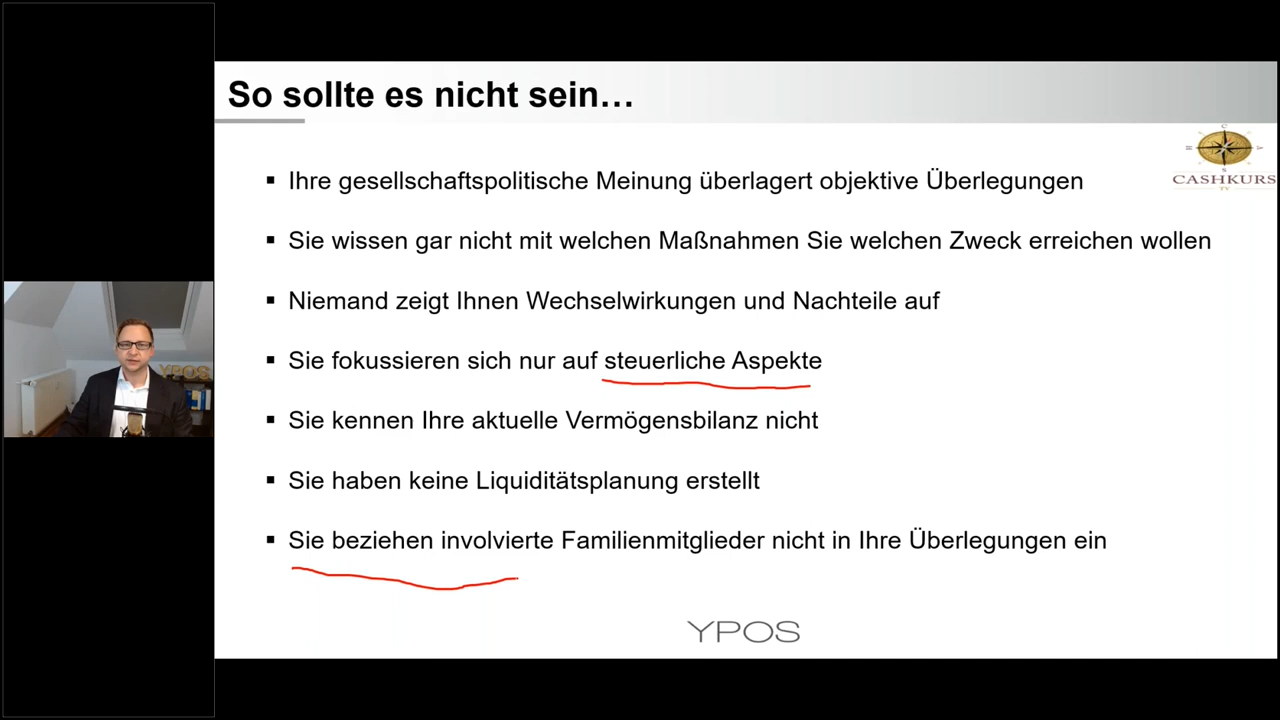 So sollte es nicht sein…
CASHKURS
Ihre gesellschaftspolitische Meinung überlagert objektive Überlegungen
Sie wissen gar nicht mit welchen Maßnahmen Sie welchen Zweck erreichen wollen
Niemand zeigt Ihnen Wechselwirkungen und Nachteile auf
Sie fokussieren sich nur auf steuerliche Aspekte
YPOS
Sie kennen Ihre aktuelle Vermögensbilanz nicht
Sie haben keine Liquiditätsplanung erstellt
Sie beziehen involvierte Familienmitglieder nicht in Ihre Überlegungen ein
YPOS